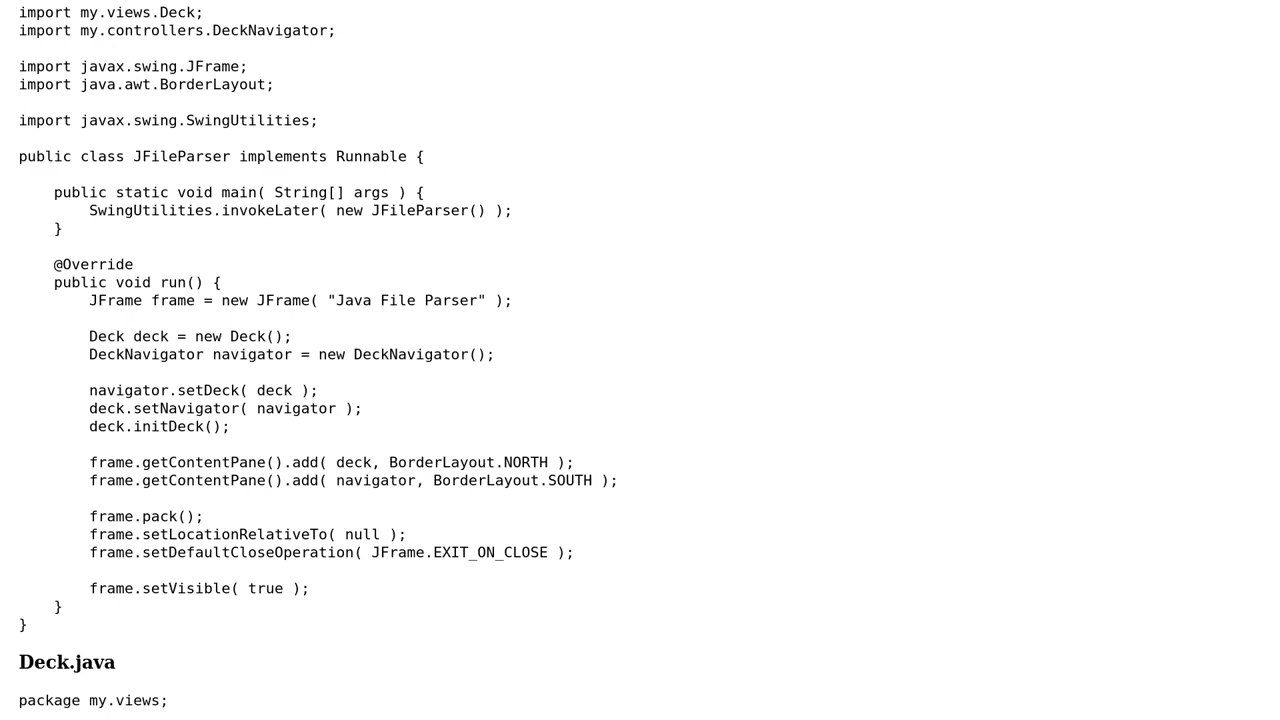 import my.views.Deck;
import my.controllers.DeckNavigator;
import javax.swing.JFrame;
import java.awt.BorderLayout;
import javax.swing.SwingUtilities;
public class JFileParser implements Runnable {
    public static void main( String[] args ) {
        SwingUtilities.invokeLater( new JFileParser() );
    }
    @Override
    public void run() {
        JFrame frame = new JFrame( "Java File Parser" );
        Deck deck = new Deck();
        DeckNavigator navigator = new DeckNavigator();
        navigator.setDeck( deck );
        deck.setNavigator( navigator );
        deck.initDeck();
        frame.getContentPane().add( deck, BorderLayout.NORTH );
        frame.getContentPane().add( navigator, BorderLayout.SOUTH );
        frame.pack();
        frame.setLocationRelativeTo( null );
        frame.setDefaultCloseOperation( JFrame.EXIT_ON_CLOSE );
        frame.setVisible( true );
    }
}
Deck.java
package my.views;